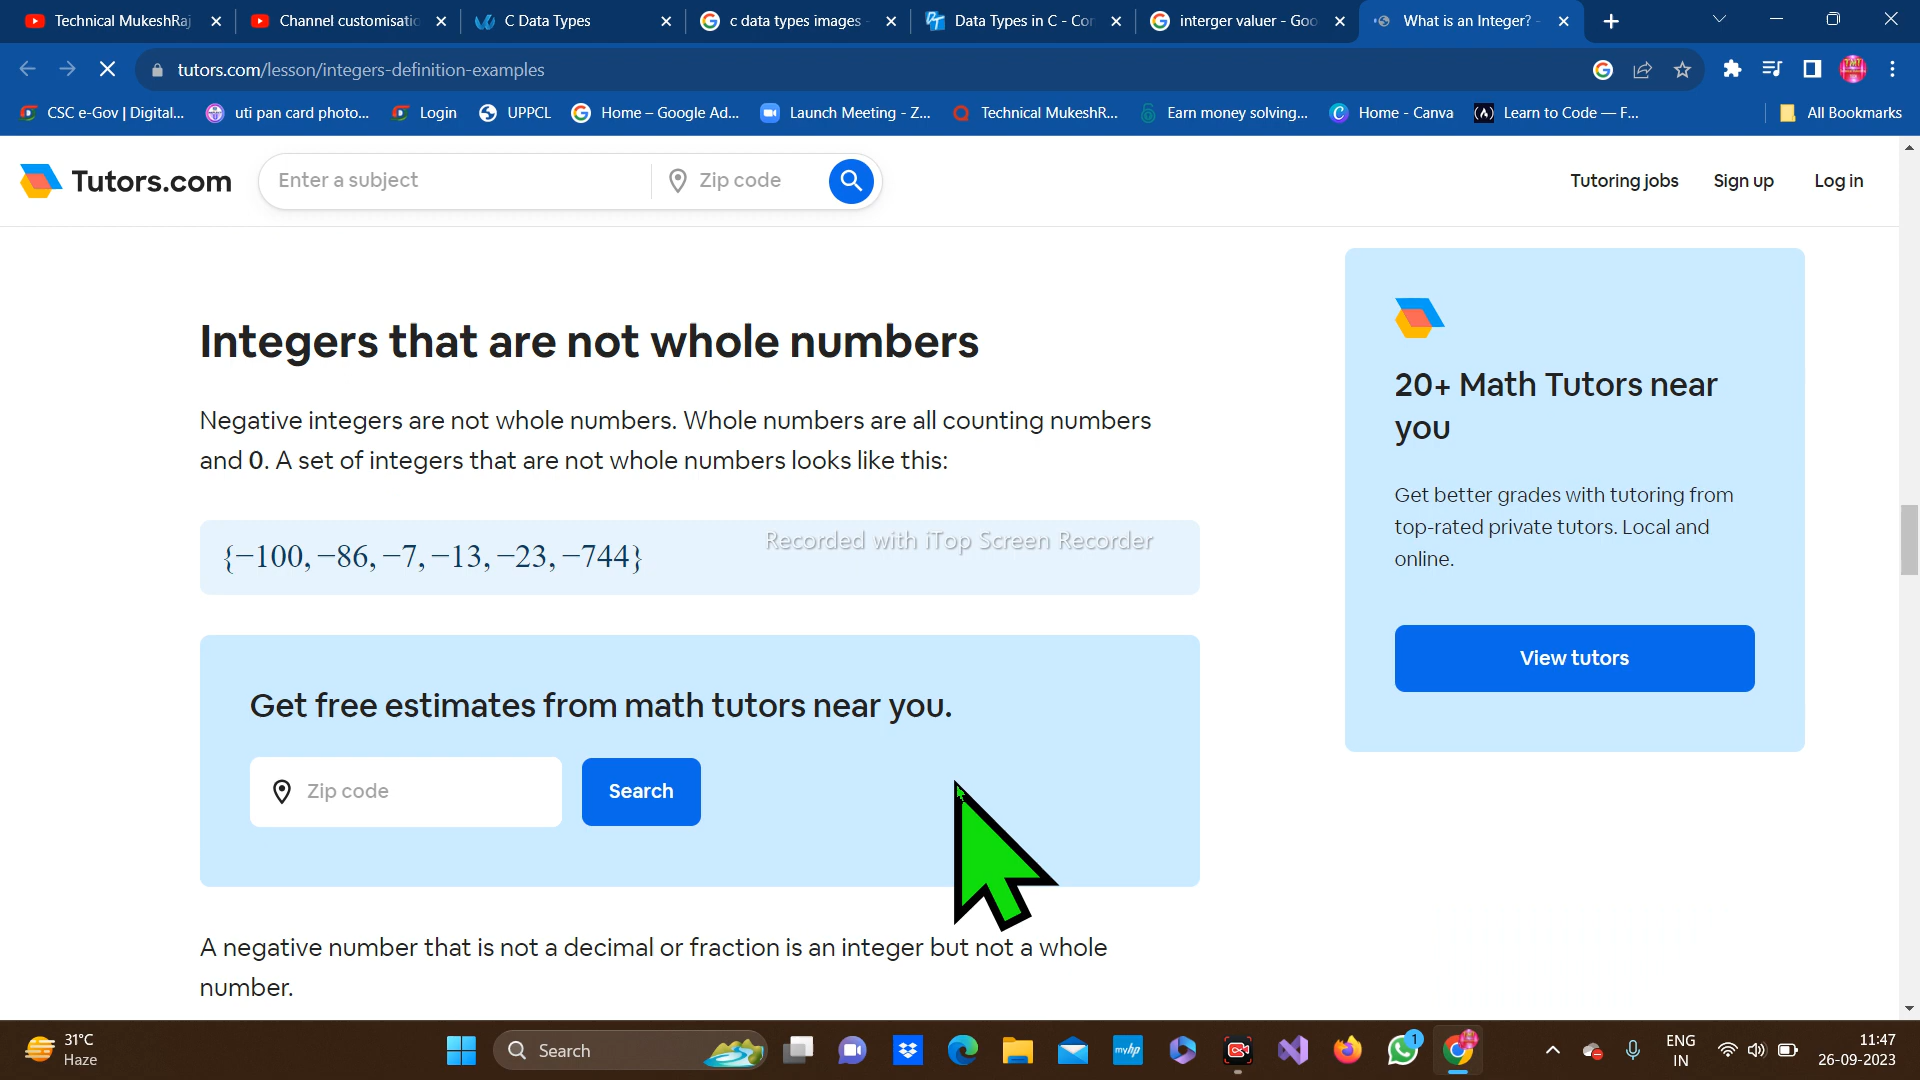 Technical MukeshRaj
Channel customisatio
C Data Types
c data types images -
Data Types in C - Cor
interger valuer - Goo
What is an Integer? -
tutors.com/lesson/integers-definition-examples
CSC e-Gov | Digital...
uti pan card photo...
Login
UPPCL
Home – Google Ad...
Launch Meeting - Z...
Technical MukeshR...
Earn money solving...
Home - Canva
Learn to Code — F...
All Bookmarks
Tutors.com
Enter a subject
Zip code
Tutoring jobs
Sign up
Log in
Integers that are not whole numbers
Negative integers are not whole numbers. Whole numbers are all counting numbers
and 0. A set of integers that are not whole numbers looks like this:
{−100, −86, −7, −13, −23, −744}
Recorded with iTop Screen Recorder
Get free estimates from math tutors near you.
Zip code
Search
A negative number that is not a decimal or fraction is an integer but not a whole
number.
20+ Math Tutors near
you
Get better grades with tutoring from
top-rated private tutors. Local and
online.
View tutors
31°C
Haze
Search
myhp
1
ENG
IN
11:47
26-09-2023